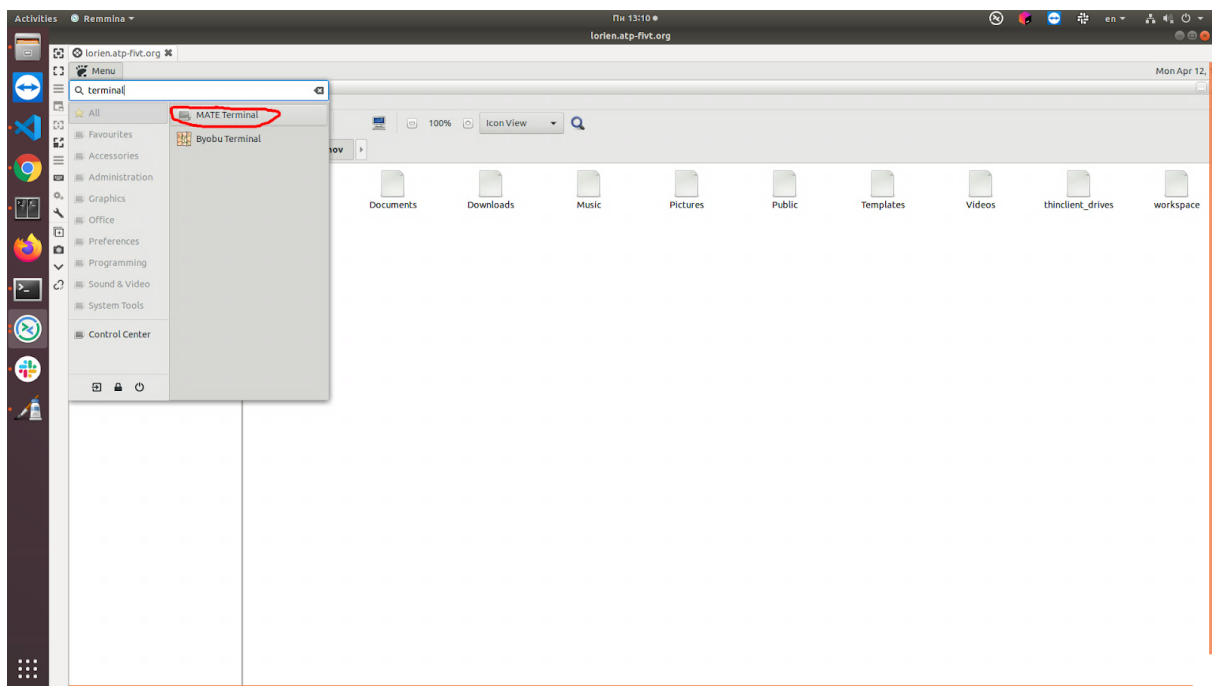 Activities Remmina Пн 13:10 en
lorien.atp-fivt.org
lorien.atp-fivt.org
Menu Mon Apr 12,
terminal
All MATE Terminal
100% Icon View
Favourites Byobu Terminal
nov
Accessories
Administration
Graphics
Documents Downloads Music Pictures Public Templates Videos thinclient_drives workspace
Office
Preferences
Programming
Sound & Video
System Tools
Control Center